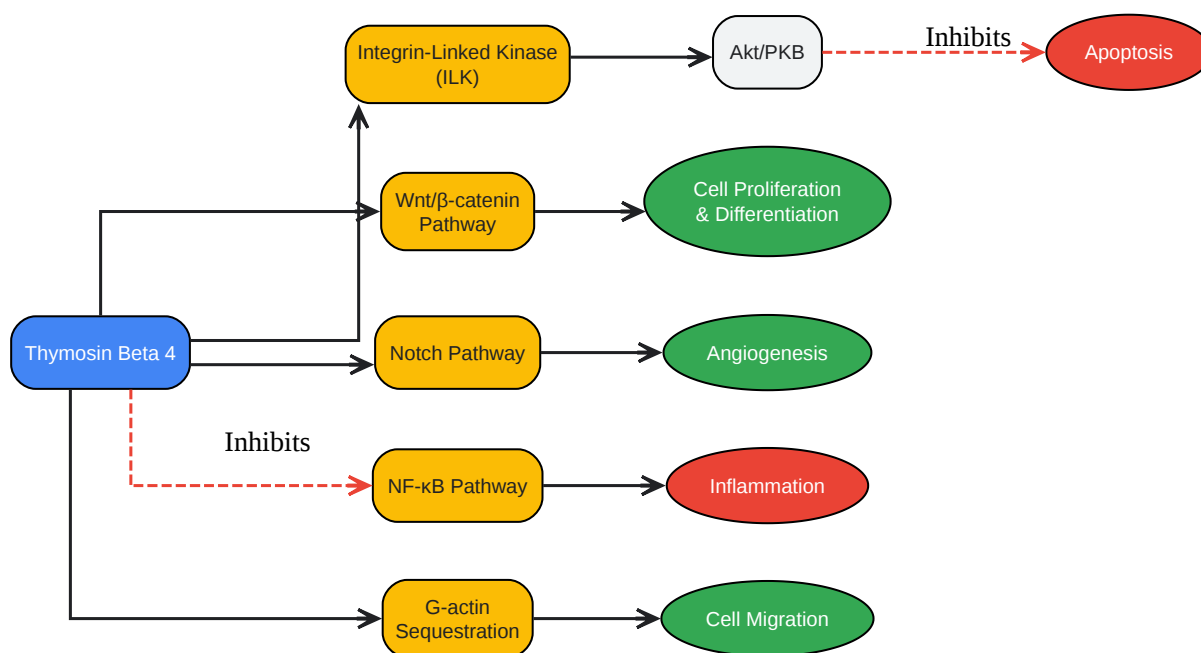 Integrin-Linked Kinase
(ILK)
Akt/PKB
Inhibits
Apoptosis
Wnt/β-catenin
Pathway
Cell Proliferation
& Differentiation
Thymosin Beta 4
Notch Pathway
Angiogenesis
Inhibits
NF-κB Pathway
Inflammation
G-actin
Sequestration
Cell Migration